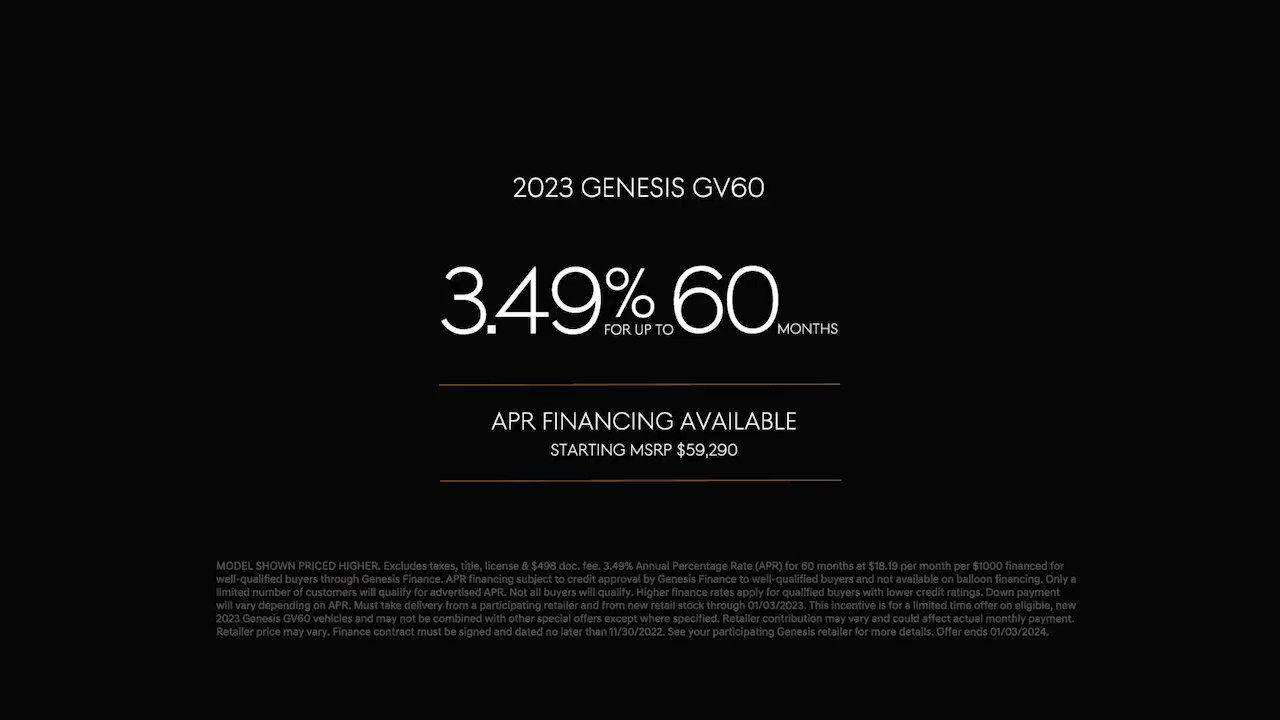 2023 GENESIS GV60
3.49% FOR UP TO 60 MONTHS
APR FINANCING AVAILABLE
STARTING MSRP $59,290
MODEL SHOWN PRICED HIGHER. Excludes taxes, title, license & $498 doc. fee. 3.49% Annual Percentage Rate (APR) for 60 months at $18.19 per month per $1000 financed for
well-qualified buyers through Genesis Finance. APR financing subject to credit approval by Genesis Finance to well-qualified buyers and not available on balloon financing. Only a
limited number of customers will qualify for advertised APR. Not all buyers will qualify. Higher finance rates apply for qualified buyers with lower credit ratings. Down payment
will vary depending on APR. Must take delivery from a participating retailer and from new retail stock through 01/03/2023. This incentive is for a limited time offer on eligible, new
2023 Genesis GV60 vehicles and may not be combined with other special offers except where specified. Retailer contribution may vary and could affect actual monthly payment.
Retailer price may vary. Finance contract must be signed and dated no later than 11/30/2022. See your participating Genesis retailer for more details. Offer ends 01/03/2024.